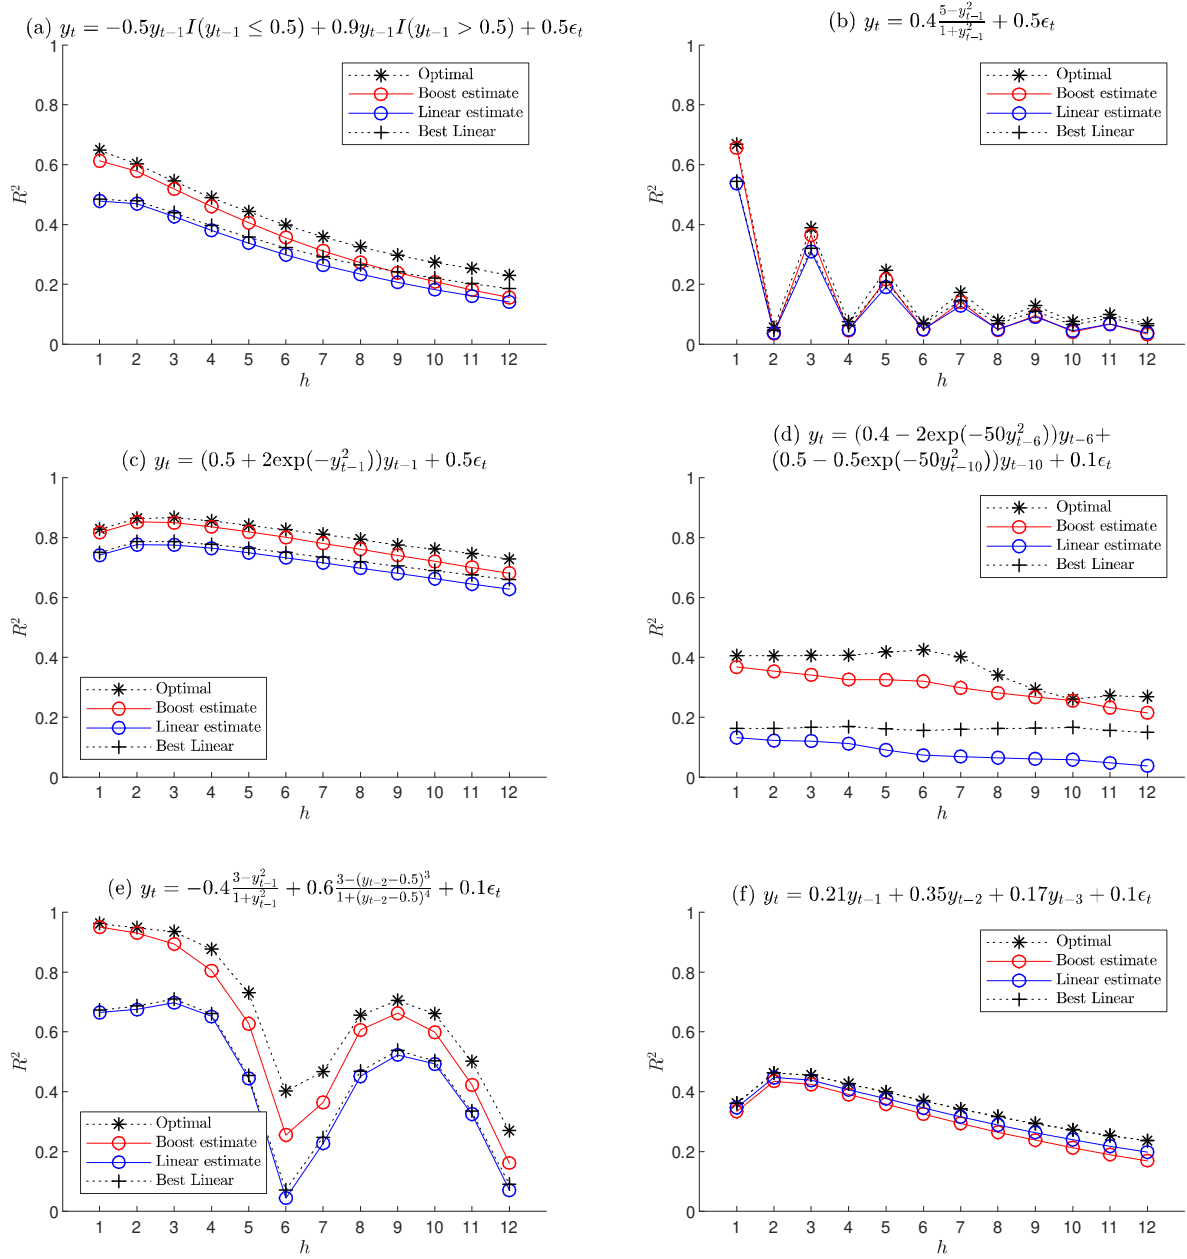 (a) y_t = −0.5y_{t−1}I(y_{t−1} ≤ 0.5) + 0.9y_{t−1}I(y_{t−1} > 0.5) + 0.5ϵ_t
1
0.8
0.6
0.4
0.2
0
R²
1 2 3 4 5 6 7 8 9 10 11 12
h
Optimal
Boost estimate
Linear estimate
Best Linear
(b) y_t = 0.4\frac{5−y²_{t−1}}{1+y²_{t−1}} + 0.5ϵ_t
1
0.8
0.6
0.4
0.2
0
R²
1 2 3 4 5 6 7 8 9 10 11 12
h
Optimal
Boost estimate
Linear estimate
Best Linear
(c) y_t = (0.5 + 2exp(−y²_{t−1}))y_{t−1} + 0.5ϵ_t
1
0.8
0.6
0.4
0.2
0
R²
1 2 3 4 5 6 7 8 9 10 11 12
h
Optimal
Boost estimate
Linear estimate
Best Linear
(d) y_t = (0.4 − 2exp(−50y²_{t−6}))y_{t−6}+
(0.5 − 0.5exp(−50y²_{t−10}))y_{t−10} + 0.1ϵ_t
1
0.8
0.6
0.4
0.2
0
R²
1 2 3 4 5 6 7 8 9 10 11 12
h
Optimal
Boost estimate
Linear estimate
Best Linear
(e) y_t = −0.4\frac{3−y²_{t−1}}{1+y²_{t−1}} + 0.6\frac{3−(y_{t−2}−0.5)³}{1+(y_{t−2}−0.5)⁴} + 0.1ϵ_t
1
0.8
0.6
0.4
0.2
0
R²
1 2 3 4 5 6 7 8 9 10 11 12
h
Optimal
Boost estimate
Linear estimate
Best Linear
(f) y_t = 0.21y_{t−1} + 0.35y_{t−2} + 0.17y_{t−3} + 0.1ϵ_t
1
0.8
0.6
0.4
0.2
0
R²
1 2 3 4 5 6 7 8 9 10 11 12
h
Optimal
Boost estimate
Linear estimate
Best Linear